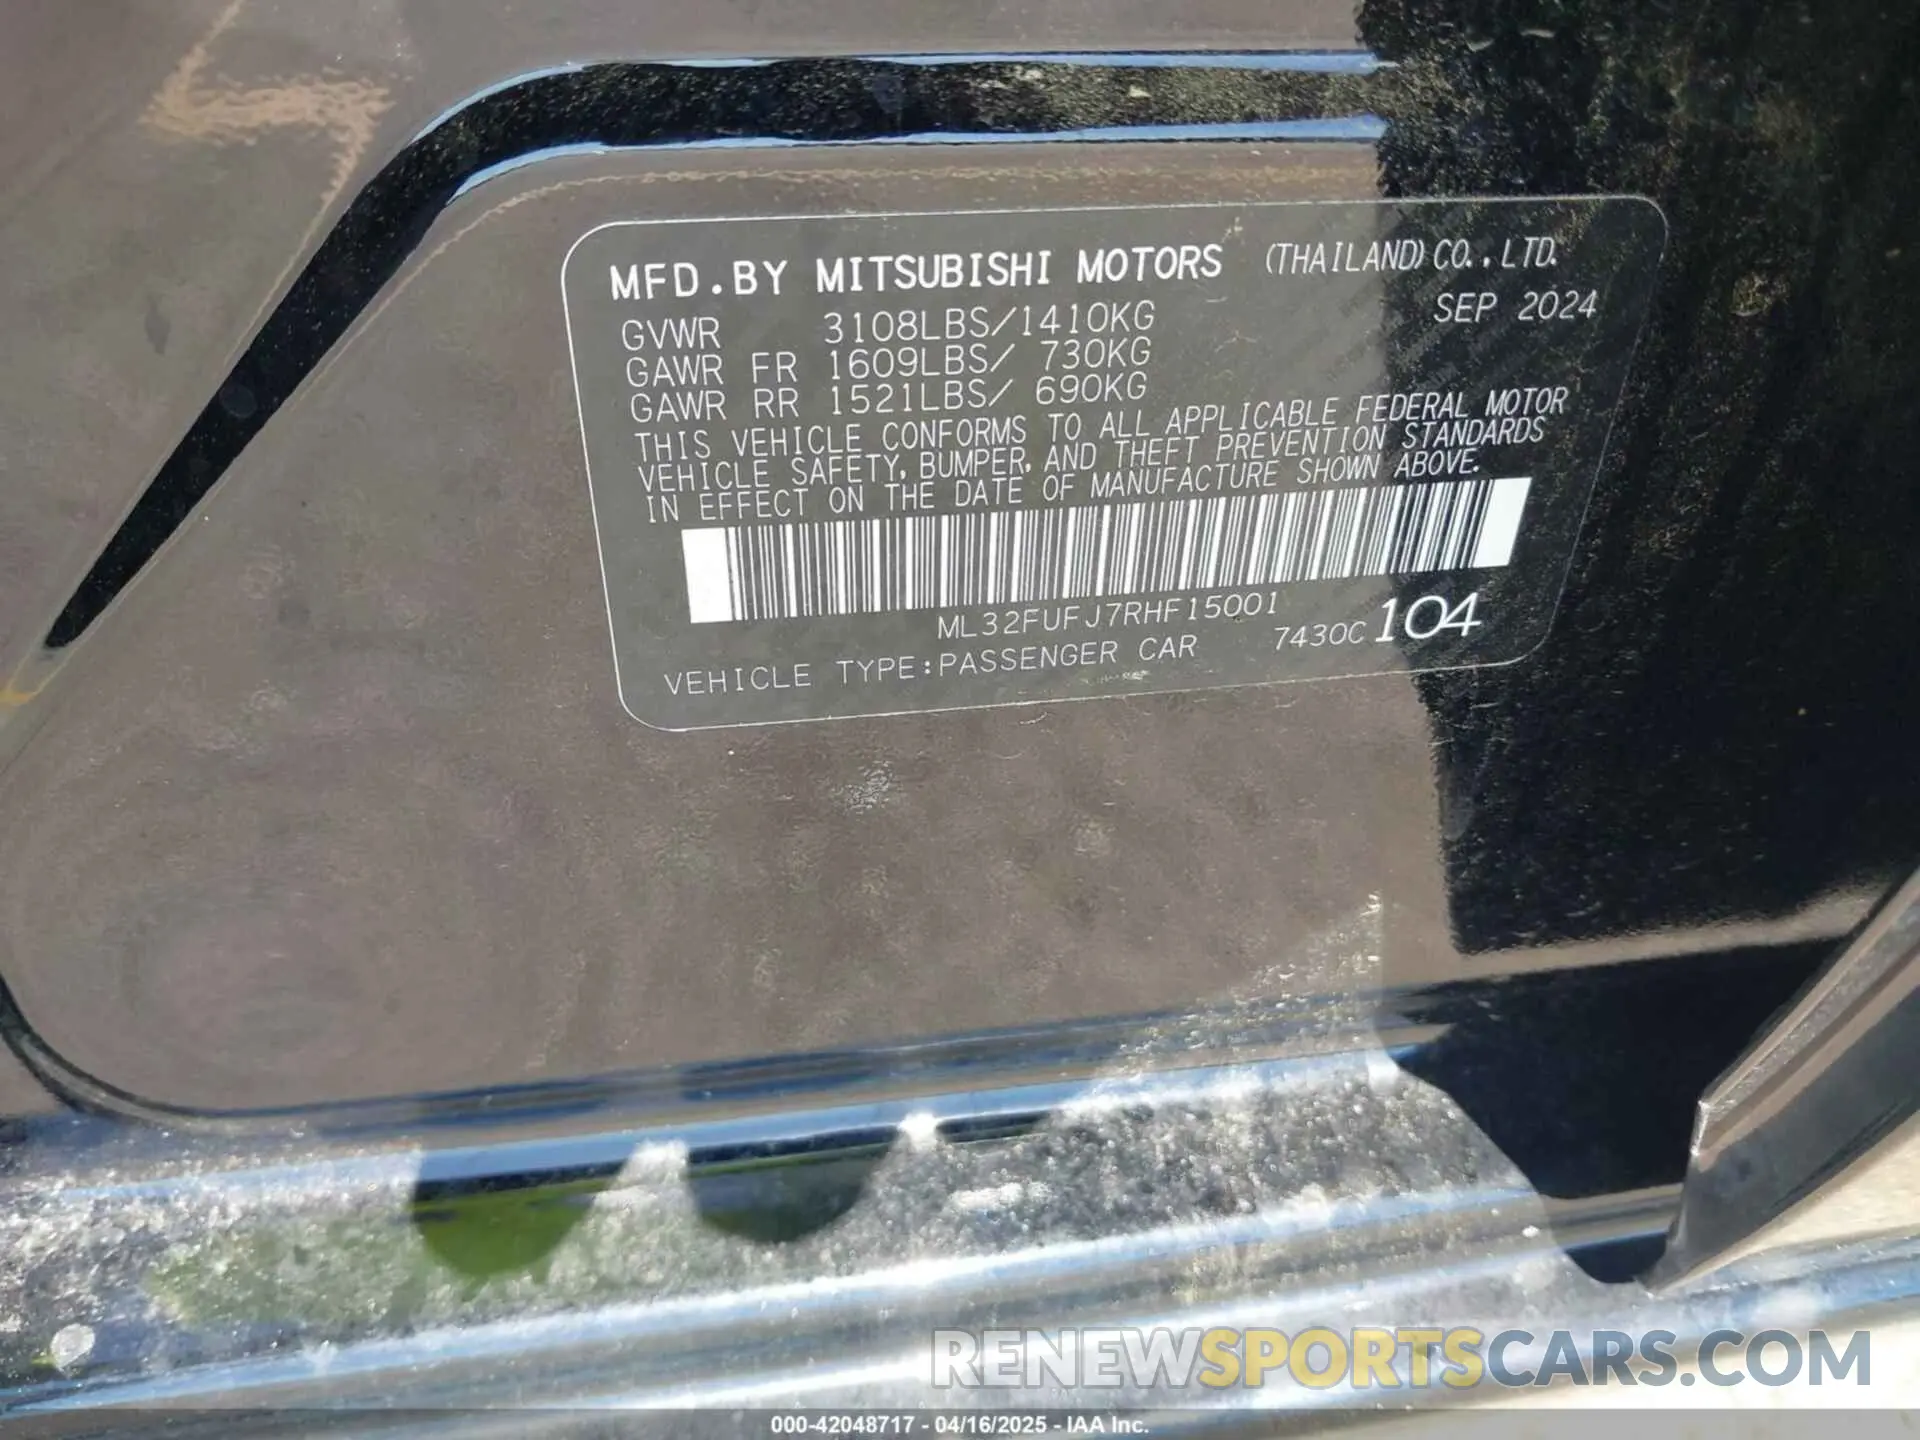 MFD.BY MITSUBISHI MOTORS (THAILAND) CO.,LTD.
SEP 2024
GVWR 3108LBS/1410KG
GAWR FR 1609LBS/ 730KG
GAWR RR 1521LBS/ 690KG
THIS VEHICLE CONFORMS TO ALL APPLICABLE FEDERAL MOTOR
VEHICLE SAFETY, BUMPER, AND THEFT PREVENTION STANDARDS
IN EFFECT ON THE DATE OF MANUFACTURE SHOWN ABOVE.
ML32FUFJ7RHF15001
VEHICLE TYPE:PASSENGER CAR 7430C 104
RENEWSPORTSCARS.COM
000-42048717 - 04/16/2025 - IAA Inc.